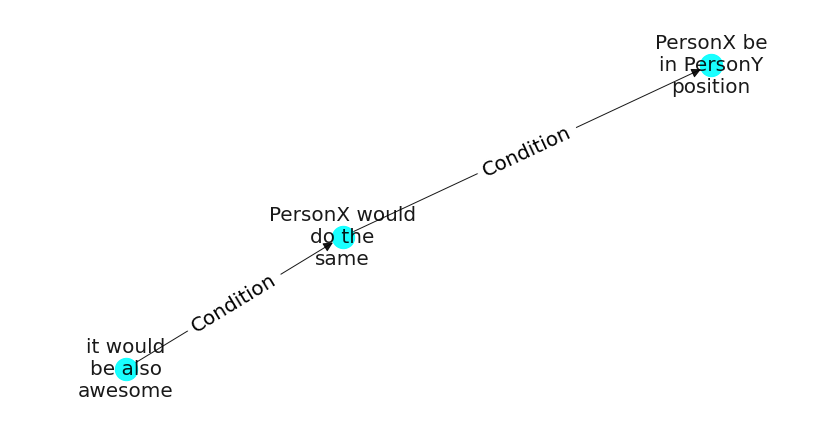 PersonX be
in PersonY
position
Condition
PersonX would
do the
same
Condition
it would
be also
awesome